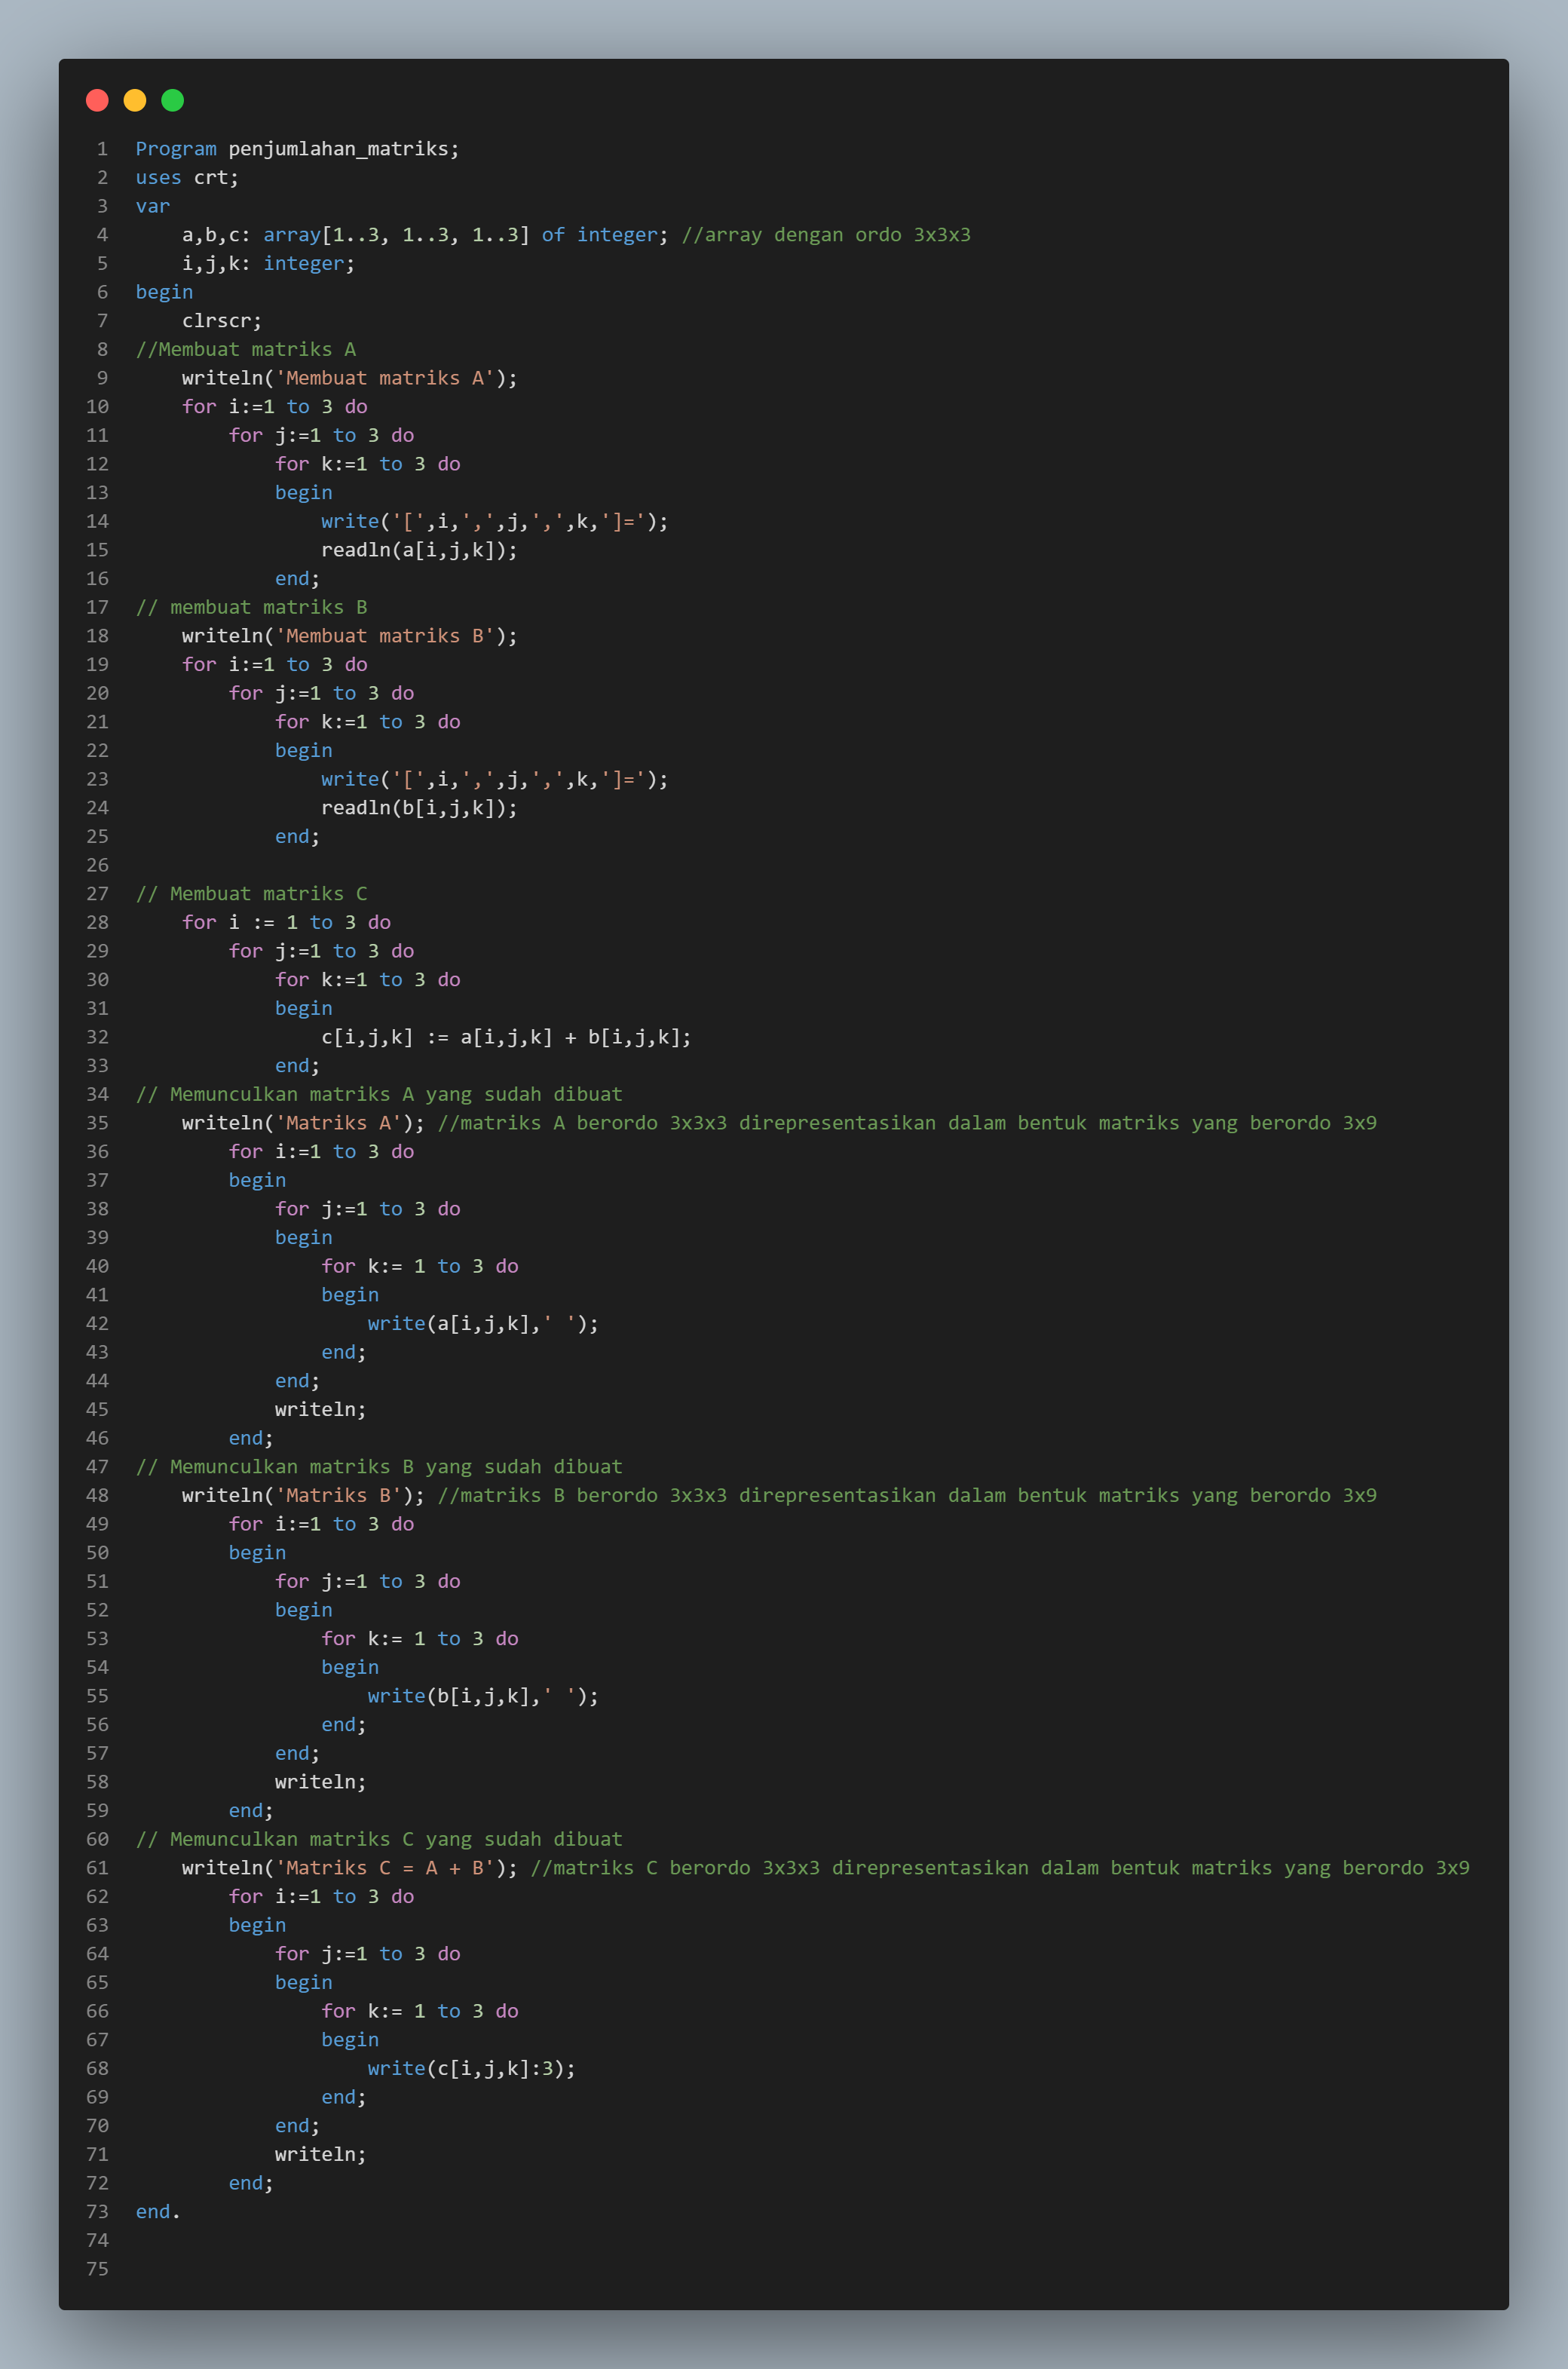 1 Program penjumlahan_matriks;
2 uses crt;
3 var
4     a,b,c: array[1..3, 1..3, 1..3] of integer; //array dengan ordo 3x3x3
5     i,j,k: integer;
6 begin
7     clrscr;
8 //Membuat matriks A
9     writeln('Membuat matriks A');
10     for i:=1 to 3 do
11         for j:=1 to 3 do
12             for k:=1 to 3 do
13             begin
14                 write('[',i,',',j,',',k,']=');
15                 readln(a[i,j,k]);
16             end;
17 // membuat matriks B
18     writeln('Membuat matriks B');
19     for i:=1 to 3 do
20         for j:=1 to 3 do
21             for k:=1 to 3 do
22             begin
23                 write('[',i,',',j,',',k,']=');
24                 readln(b[i,j,k]);
25             end;
26
27 // Membuat matriks C
28     for i := 1 to 3 do
29         for j:=1 to 3 do
30             for k:=1 to 3 do
31             begin
32                 c[i,j,k] := a[i,j,k] + b[i,j,k];
33             end;
34 // Memunculkan matriks A yang sudah dibuat
35     writeln('Matriks A'); //matriks A berordo 3x3x3 direpresentasikan dalam bentuk matriks yang berordo 3x9
36         for i:=1 to 3 do
37         begin
38             for j:=1 to 3 do
39             begin
40                 for k:= 1 to 3 do
41                 begin
42                     write(a[i,j,k],' ');
43                 end;
44             end;
45             writeln;
46         end;
47 // Memunculkan matriks B yang sudah dibuat
48     writeln('Matriks B'); //matriks B berordo 3x3x3 direpresentasikan dalam bentuk matriks yang berordo 3x9
49         for i:=1 to 3 do
50         begin
51             for j:=1 to 3 do
52             begin
53                 for k:= 1 to 3 do
54                 begin
55                     write(b[i,j,k],' ');
56                 end;
57             end;
58             writeln;
59         end;
60 // Memunculkan matriks C yang sudah dibuat
61     writeln('Matriks C = A + B'); //matriks C berordo 3x3x3 direpresentasikan dalam bentuk matriks yang berordo 3x9
62         for i:=1 to 3 do
63         begin
64             for j:=1 to 3 do
65             begin
66                 for k:= 1 to 3 do
67                 begin
68                     write(c[i,j,k]:3);
69                 end;
70             end;
71             writeln;
72         end;
73 end.
74
75